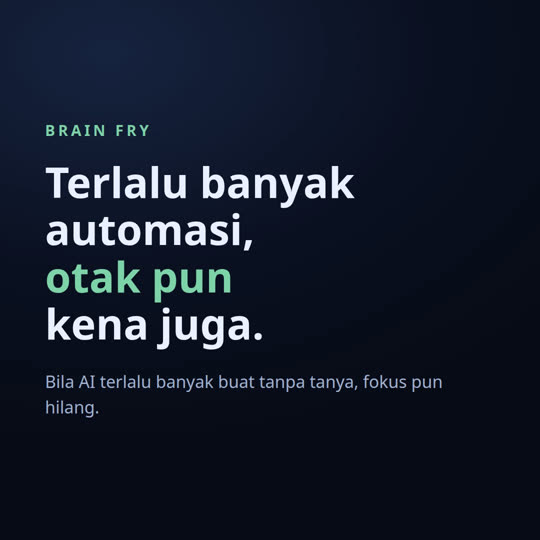 BRAIN FRY
Terlalu banyak
automasi,
otak pun
kena juga.
Bila AI terlalu banyak buat tanpa tanya, fokus pun
hilang.